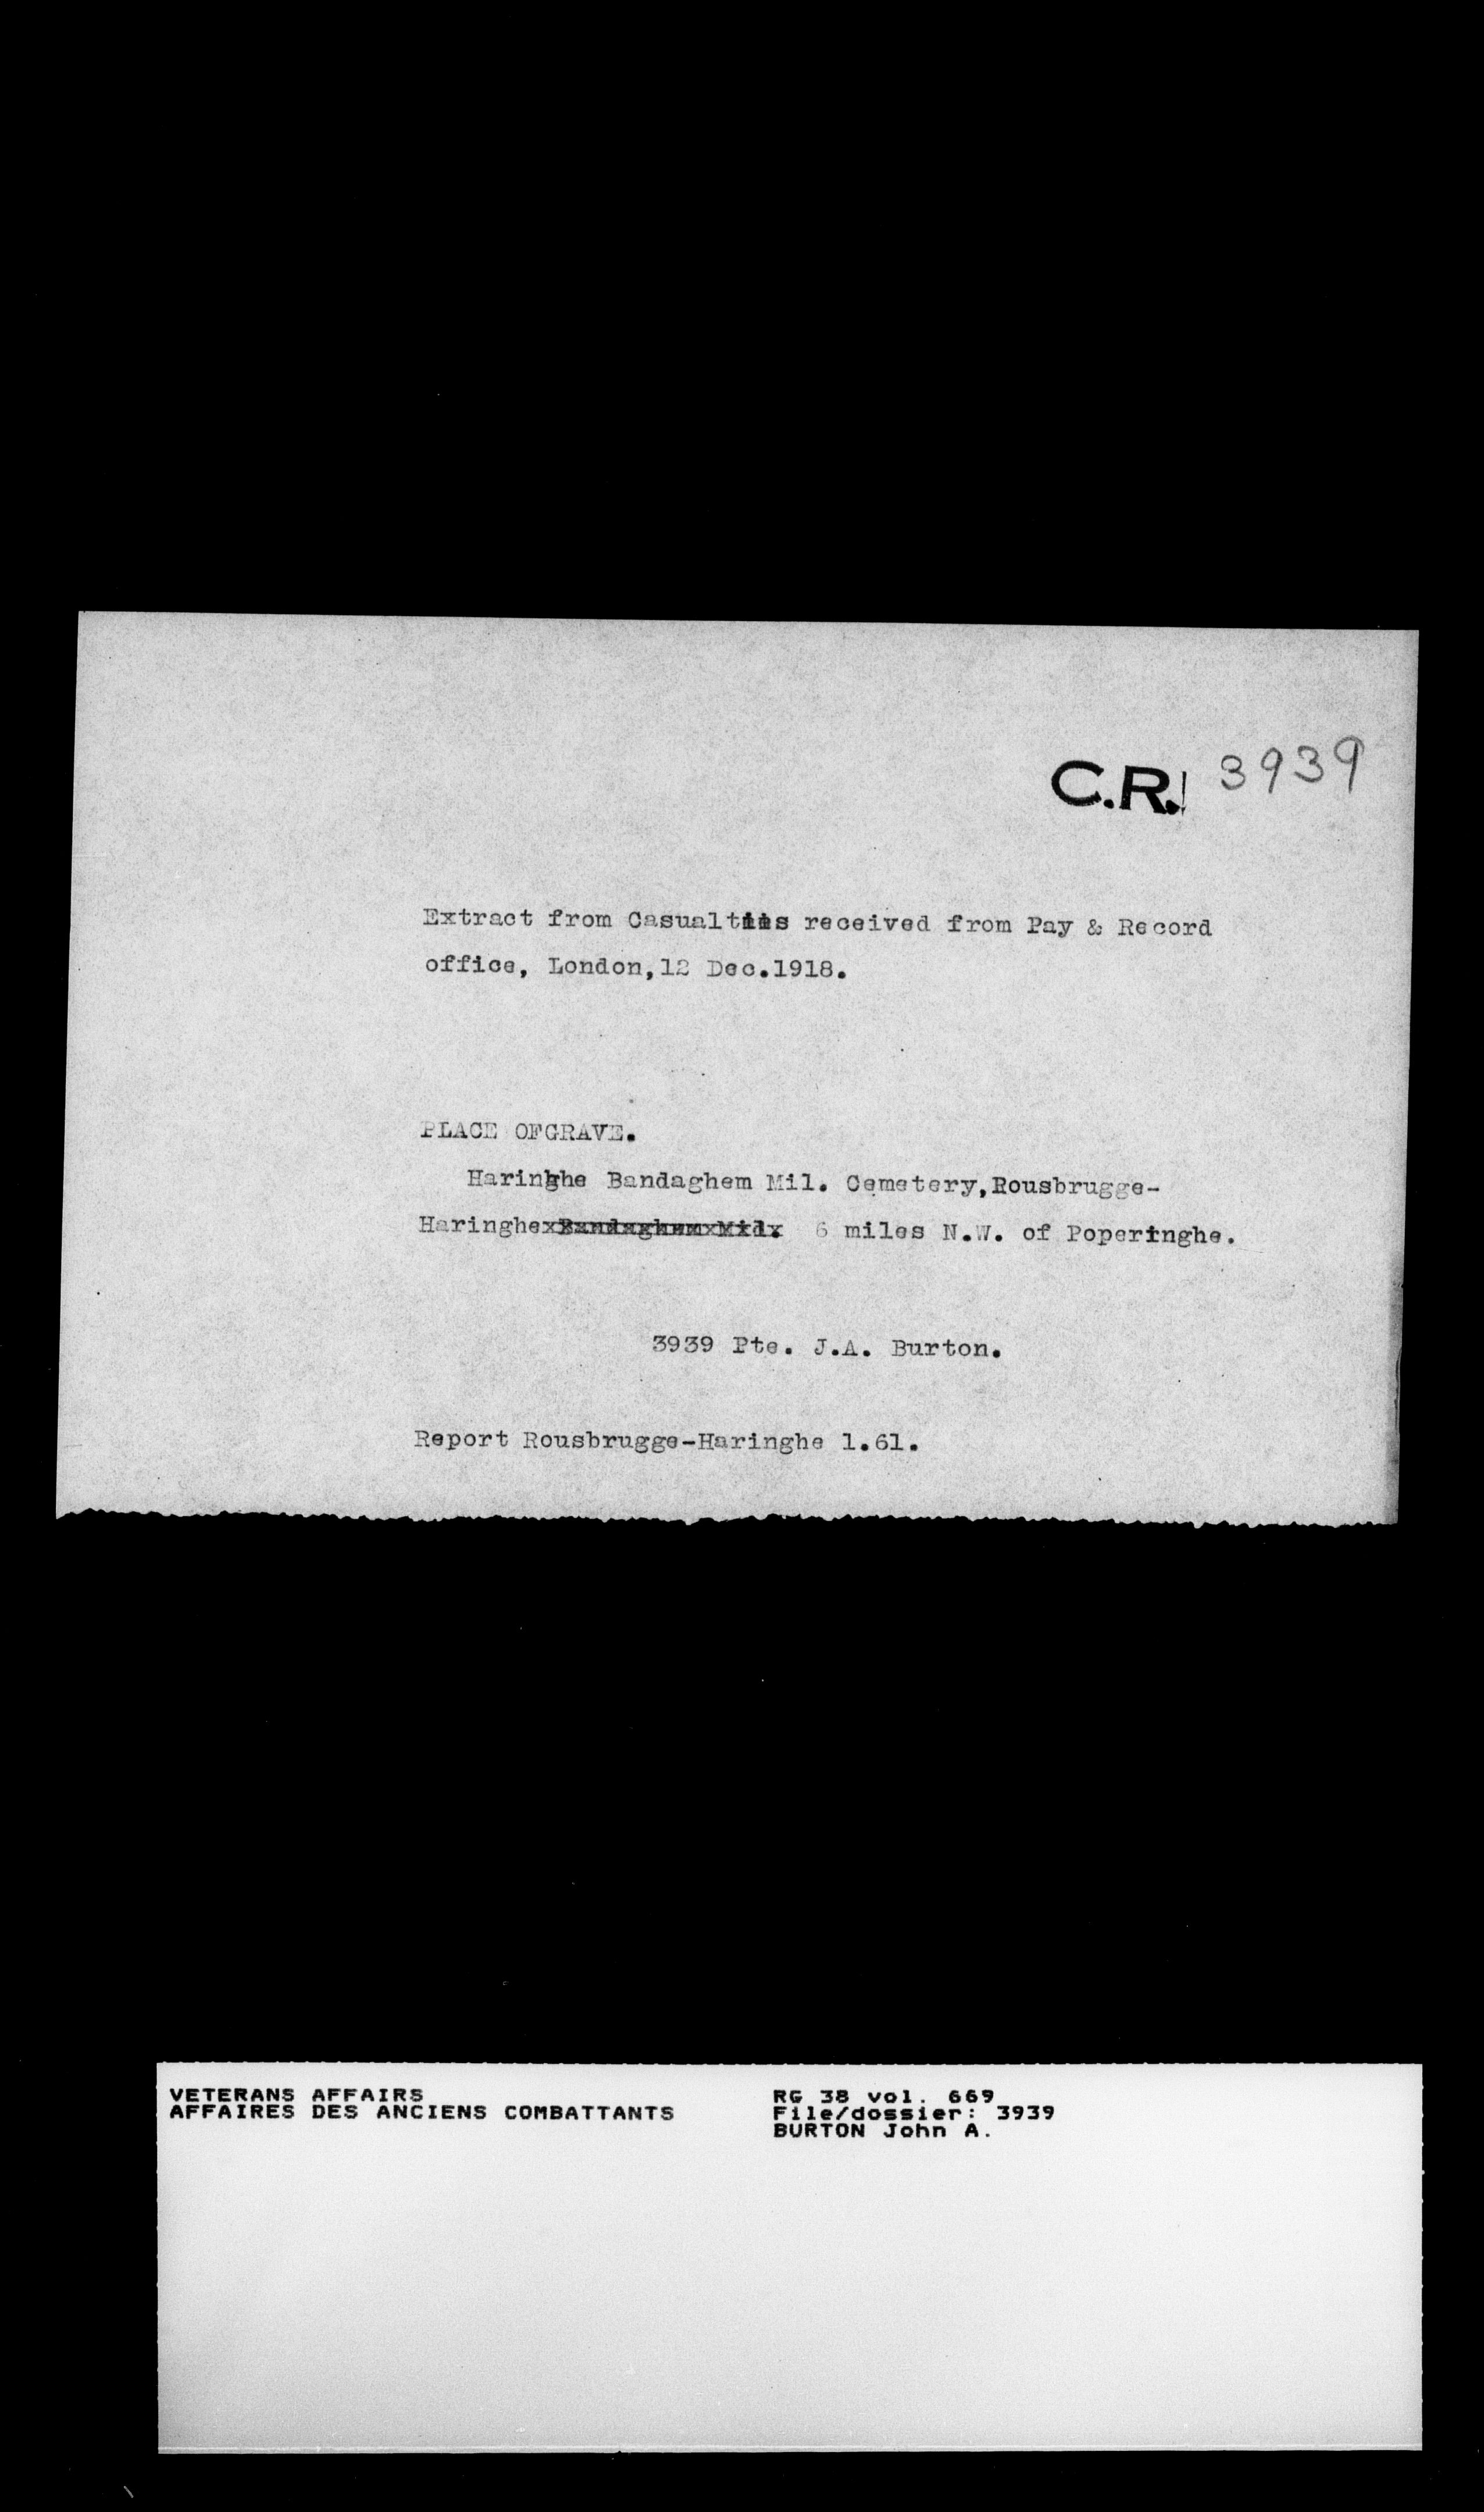 C.R. 3939
Extract from Casualties received from Pay & Record
office, London,12 Dec.1918.
PLACE OFGRAVE.
Haringhe Bandaghem Mil. Cemetery,Rousbrugge-
Haringhexxxxxxxxxxxxxxx 6 miles N.W. of Poperinghe.
3939 Pte. J.A. Burton.
Report Rousbrugge-Haringhe 1.61.
VETERANS AFFAIRS
AFFAIRES DES ANCIENS COMBATTANTS
RG 38 vol. 669
File/dossier: 3939
BURTON John A.